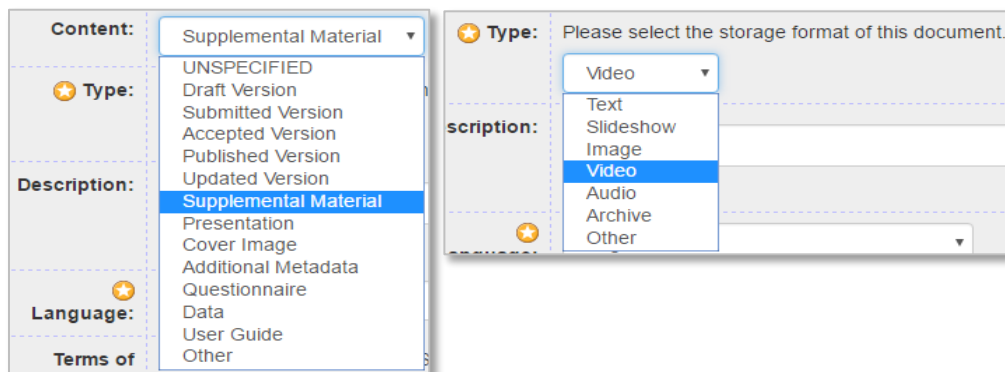 Content:
Supplemental Material
UNSPECIFIED
Draft Version
Type:
Submitted Version
Accepted Version
Published Version
Updated Version
Description:
Supplemental Material
Presentation
Cover Image
Additional Metadata
Questionnaire
Language:
Data
User Guide
Other
Terms of
Type: Please select the storage format of this document.
Video
Text
scription:
Slideshow
Image
Video
Audio
Archive
Other